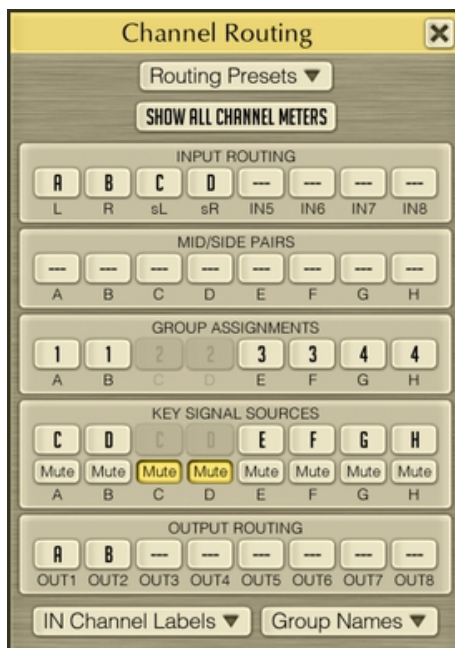 Channel Routing
Routing Presets
SHOW ALL CHANNEL METERS
INPUT ROUTING
A B C D --- --- --- ---
L R sL sR IN5 IN6 IN7 IN8
MID/SIDE PAIRS
--- --- --- --- --- --- --- ---
A B C D E F G H
GROUP ASSIGNMENTS
1 1 2 2 3 3 4 4
A B C D E F G H
KEY SIGNAL SOURCES
C D C D E F G H
Mute Mute Mute Mute Mute Mute Mute Mute
A B C D E F G H
OUTPUT ROUTING
A B --- --- --- --- --- ---
OUT1 OUT2 OUT3 OUT4 OUT5 OUT6 OUT7 OUT8
IN Channel Labels Group Names